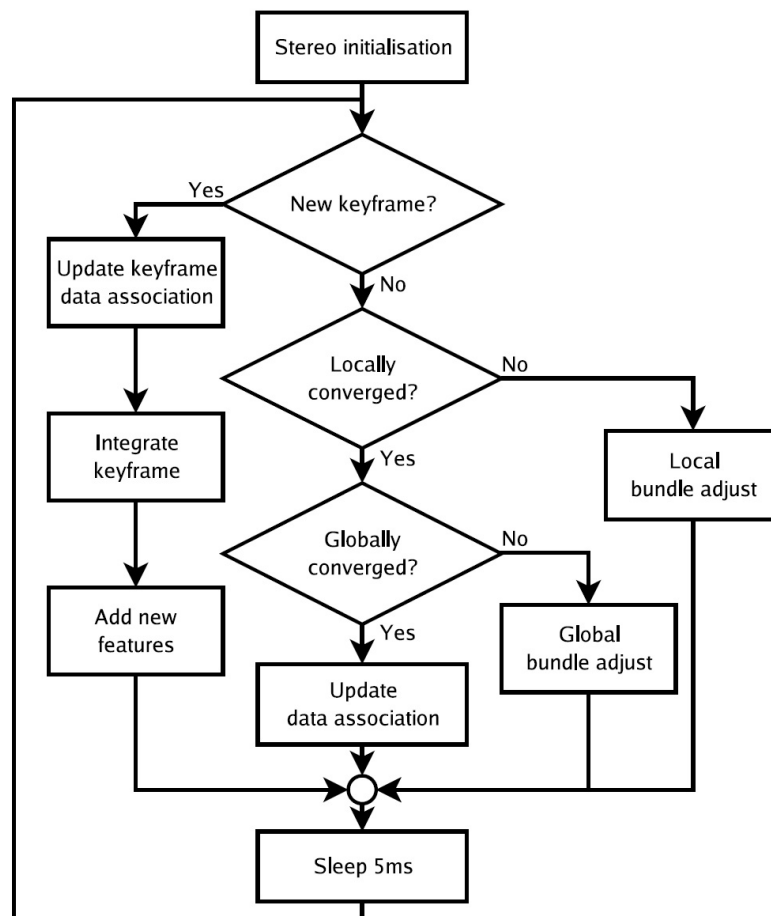 Stereo initialisation
New keyframe?
Yes
No
Update keyframe
data association
Locally
converged?
No
Yes
Integrate
keyframe
Local
bundle adjust
Globally
converged?
No
Yes
Add new
features
Global
bundle adjust
Update
data association
Sleep 5ms